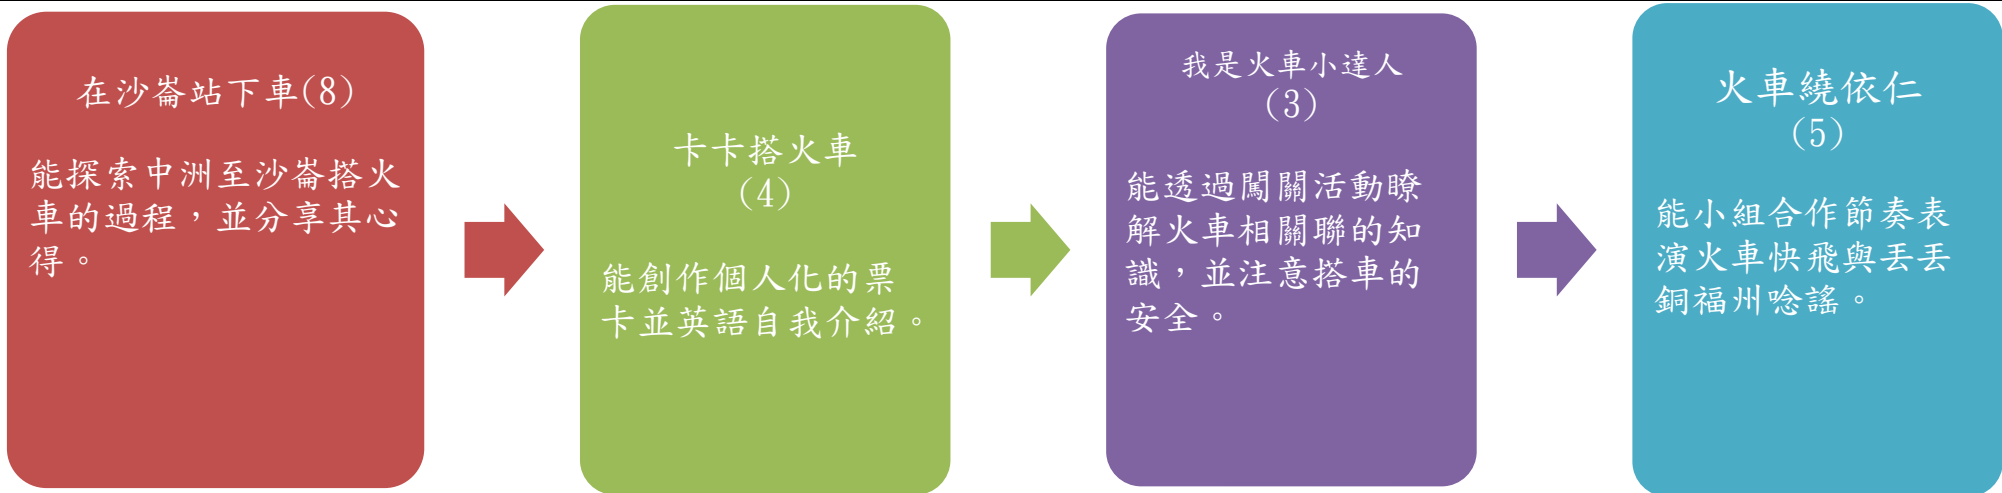 在沙崙站下車(8)
能探索中洲至沙崙搭火
車的過程，並分享其心
得。
卡卡搭火車
(4)
能創作個人化的票
卡並英語自我介紹。
我是火車小達人
(3)
能透過闖關活動瞭
解火車相關聯的知
識，並注意搭車的
安全。
火車繞依仁
(5)
能小組合作節奏表
演火車快飛與丟丟
銅福州唸謠。